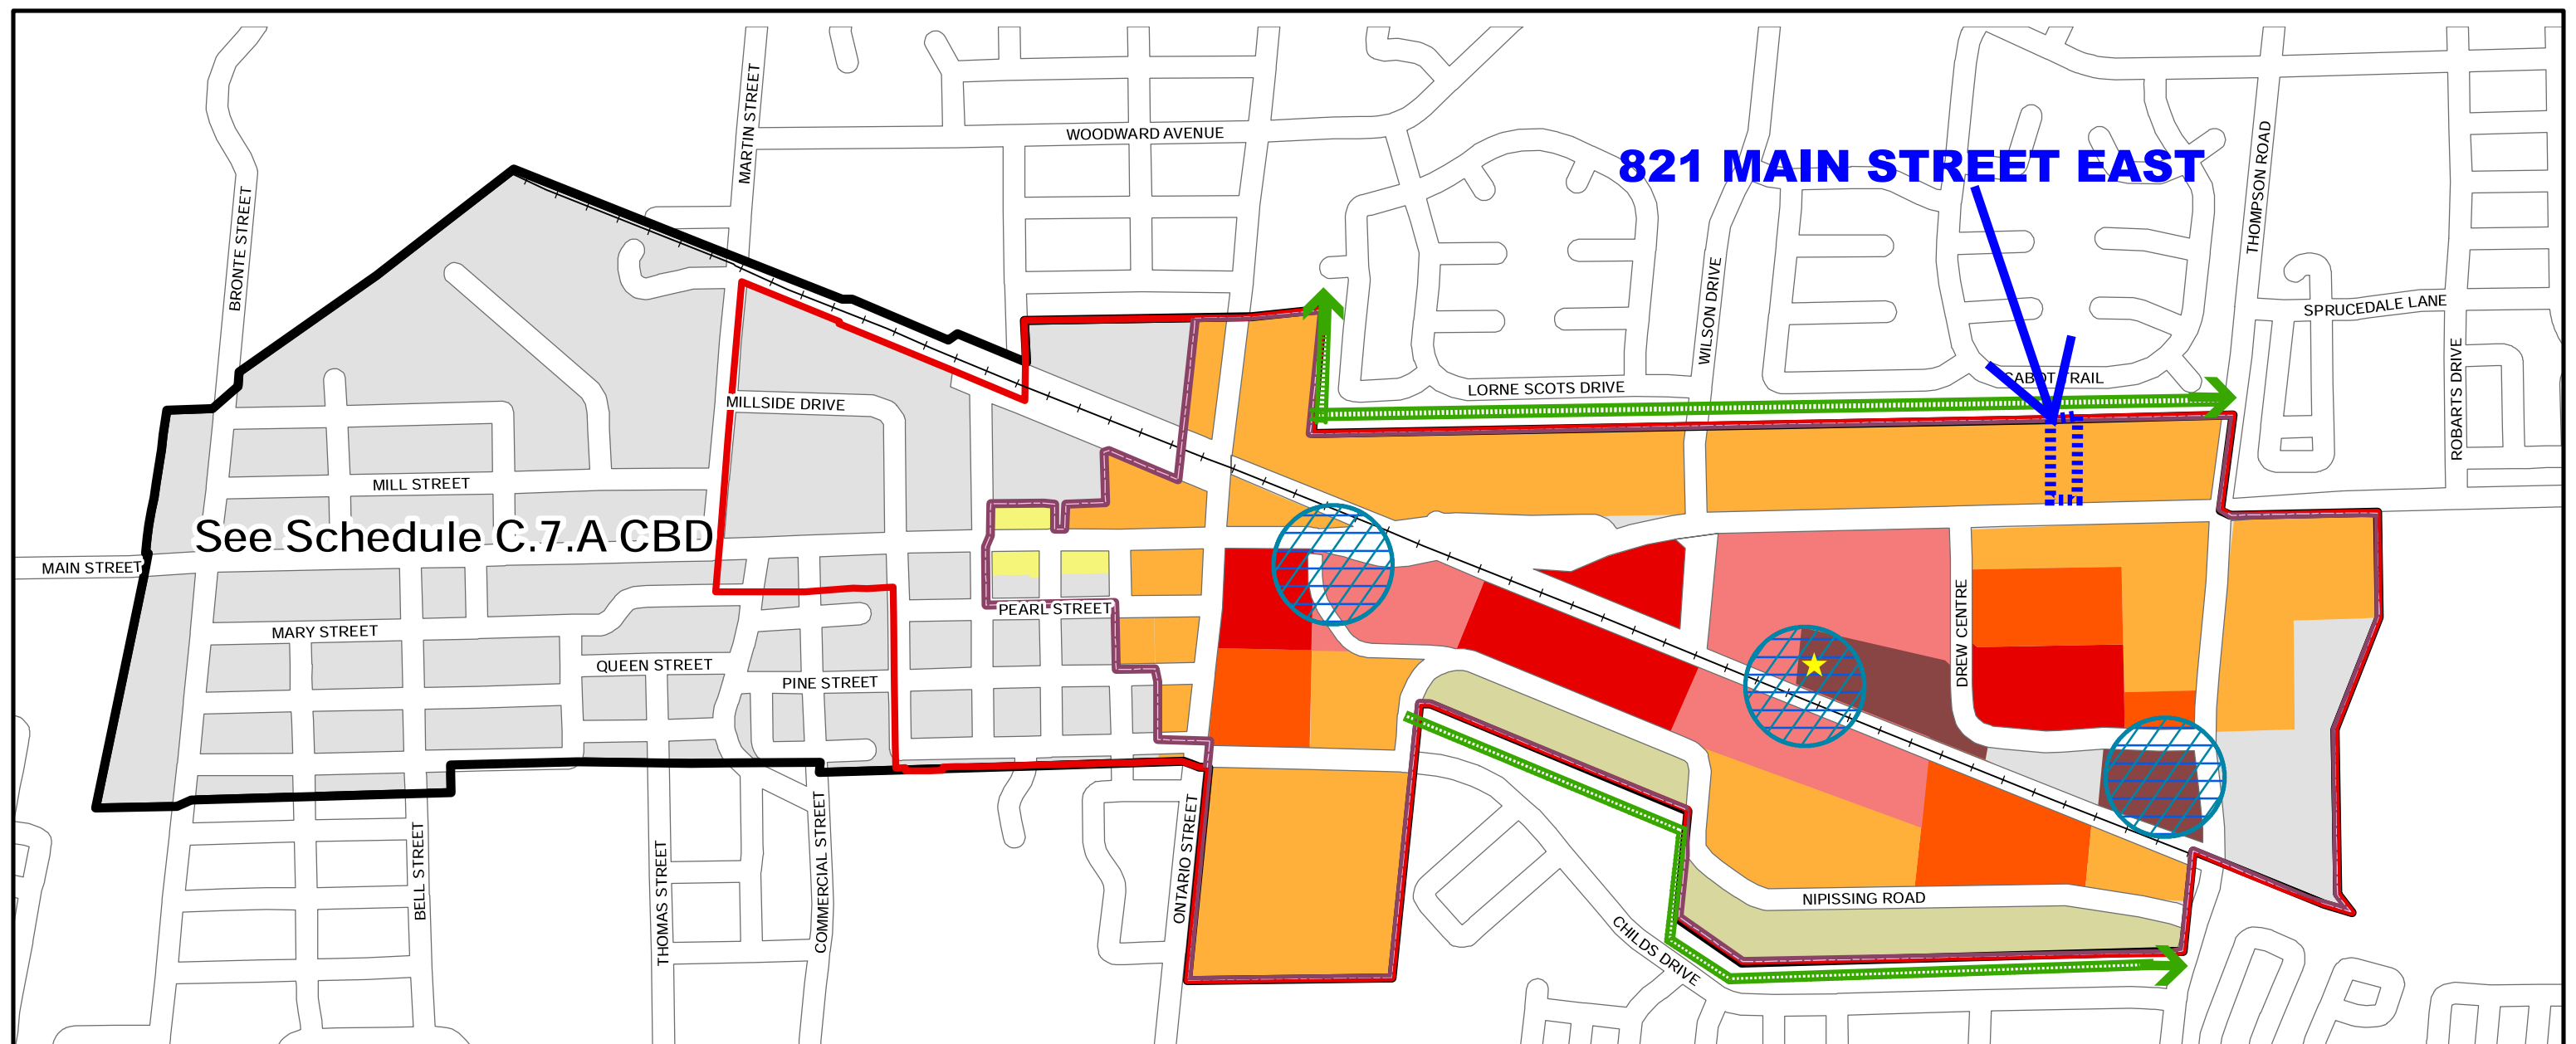 WOODWARD AVENUE
MARTIN STREET
821 MAIN STREET EAST
THOMPSON ROAD
BRONTE STREET
WILSON DRIVE
SPRUCEDALE LANE
ROBARTS DRIVE
LORNE SCOTS DRIVE
SABOT TRAIL
MILLSIDE DRIVE
MILL STREET
See Schedule C.7.A CBD
MAIN STREET
PEARL STREET
MARY STREET
QUEEN STREET
PINE STREET
DREW CENTRE
ONTARIO STREET
COMMERCIAL STREET
BELL STREET
THOMAS STREET
NIPISSING ROAD
CHILDS DRIVE